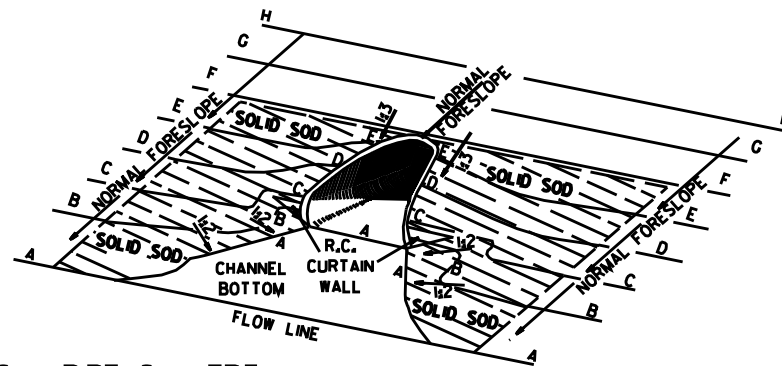 H
G
F
E
D
C
B
A
NORMAL FORESLOPE
NORMAL
FORESLOPE
NORMAL FORESLOPE
SOLID SOD
SOLID SOD
SOLID SOD
SOLID SOD
1:3
1:3
E
E
D
D
C
C
B
A
A
A
B
1:2
1:2
1:2
1:2
R.C.
CURTAIN
WALL
CHANNEL
BOTTOM
FLOW LINE
G
F
E
D
C
B
A